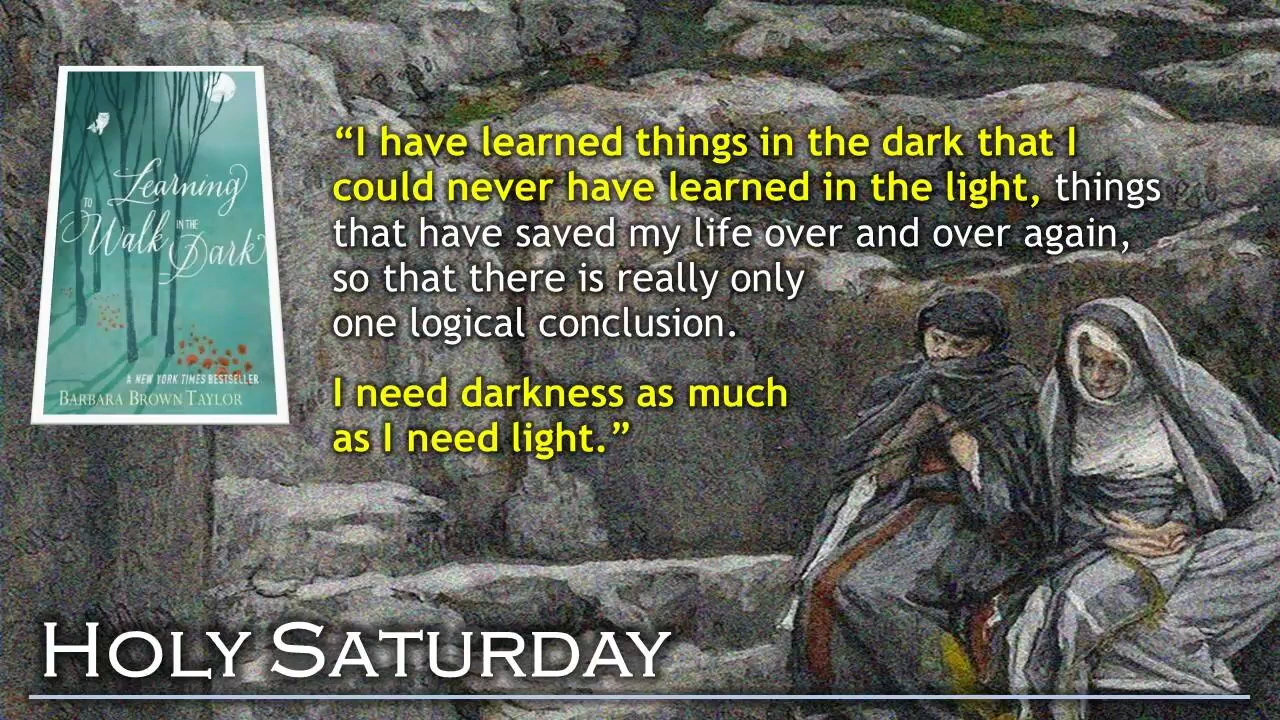 Learning
TO
Walk IN THE
Dark
A NEW YORK TIMES BESTSELLER
BARBARA BROWN TAYLOR
“I have learned things in the dark that I
could never have learned in the light, things
that have saved my life over and over again,
so that there is really only
one logical conclusion.
I need darkness as much
as I need light.”
HOLY SATURDAY